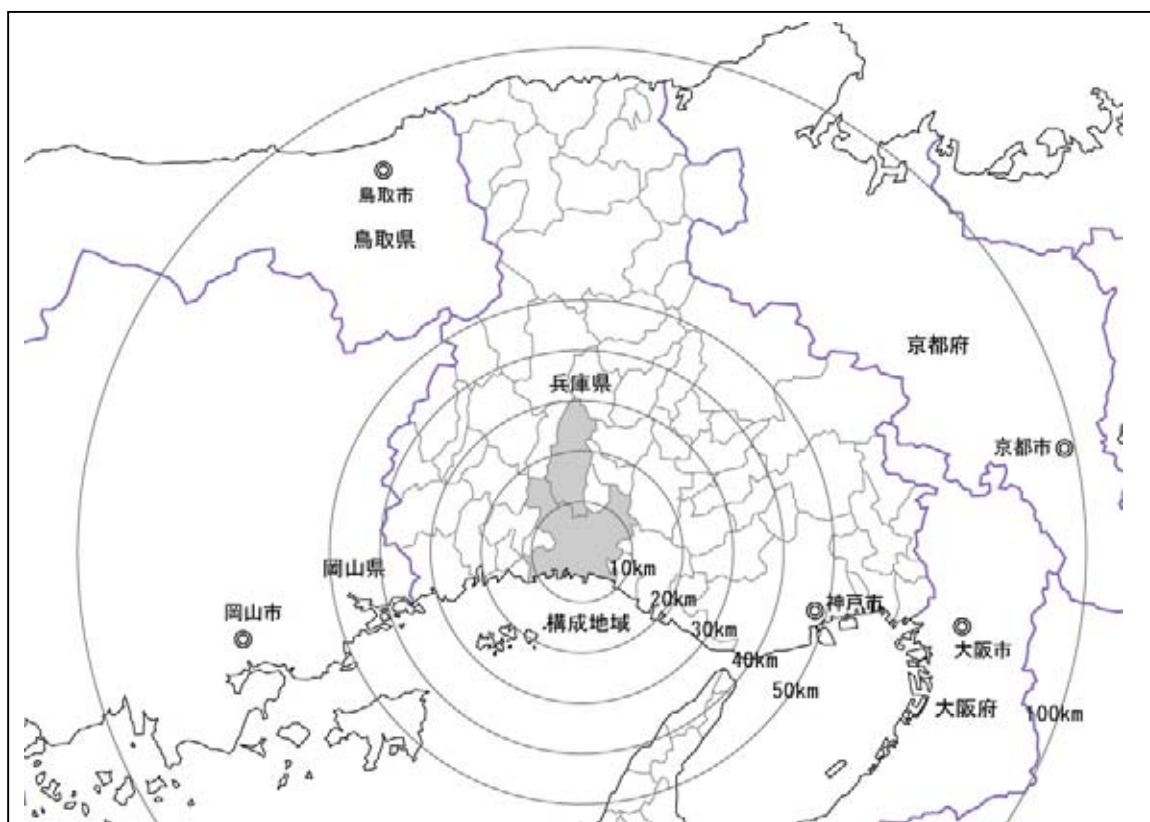 鳥取市
鳥取県
京都府
兵庫県
京都市
岡山県
10km
岡山市
20km
神戸市
構成地域
30km
大阪市
40km
50km
大阪府
100km